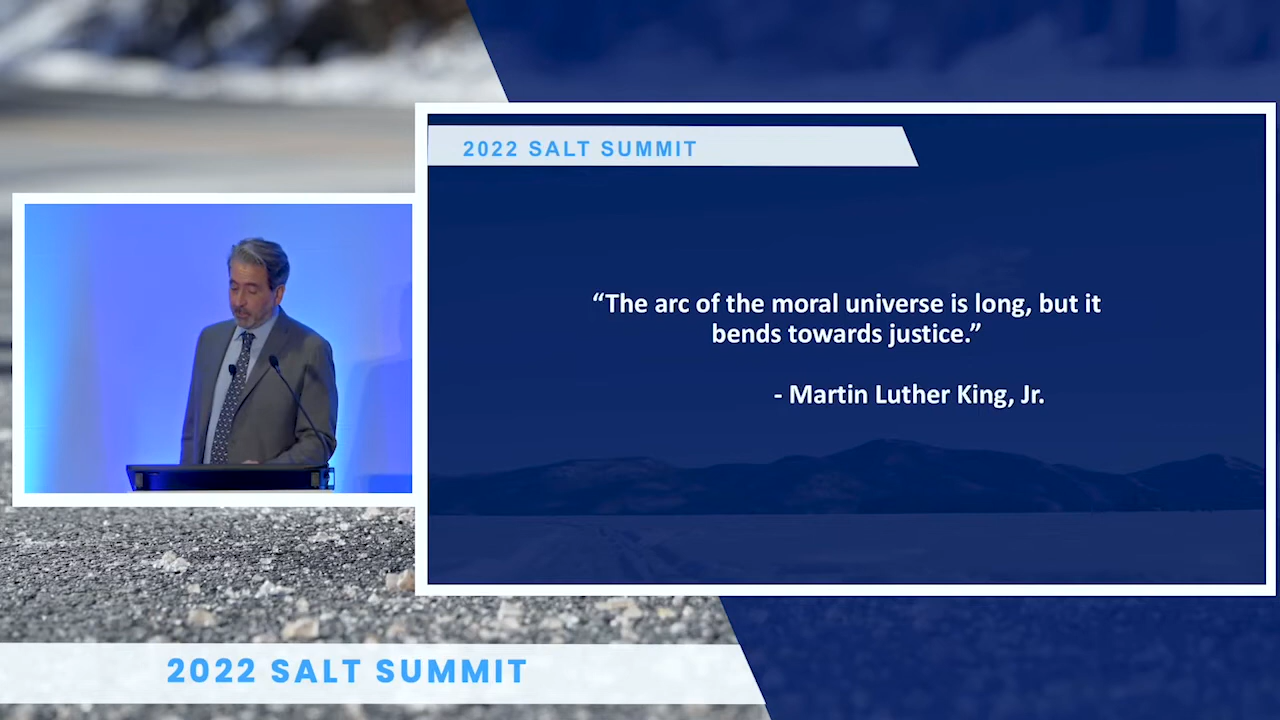 2022 SALT SUMMIT
“The arc of the moral universe is long, but it
bends towards justice.”
- Martin Luther King, Jr.
2022 SALT SUMMIT